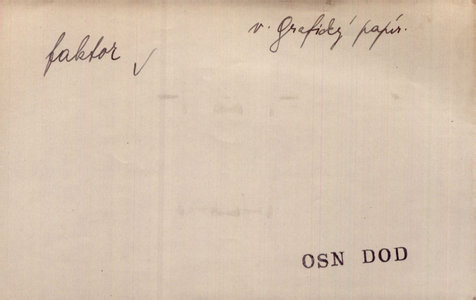 v. Grafický papír.
faktor ✓
OSN DOD